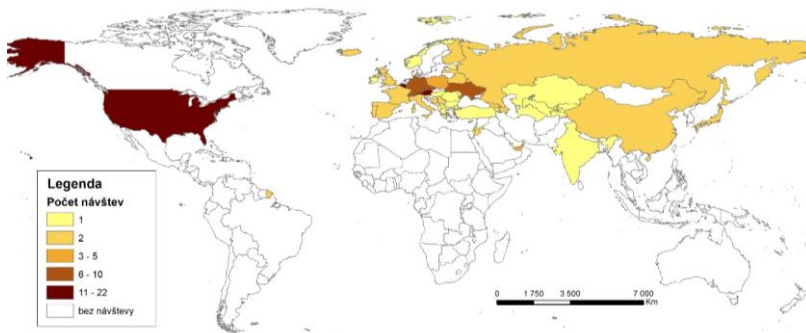 Legenda
Počet návštev
1
2
3 - 5
6 - 10
11 - 22
bez návštevy
0 1 750 3 500 7 000
Km